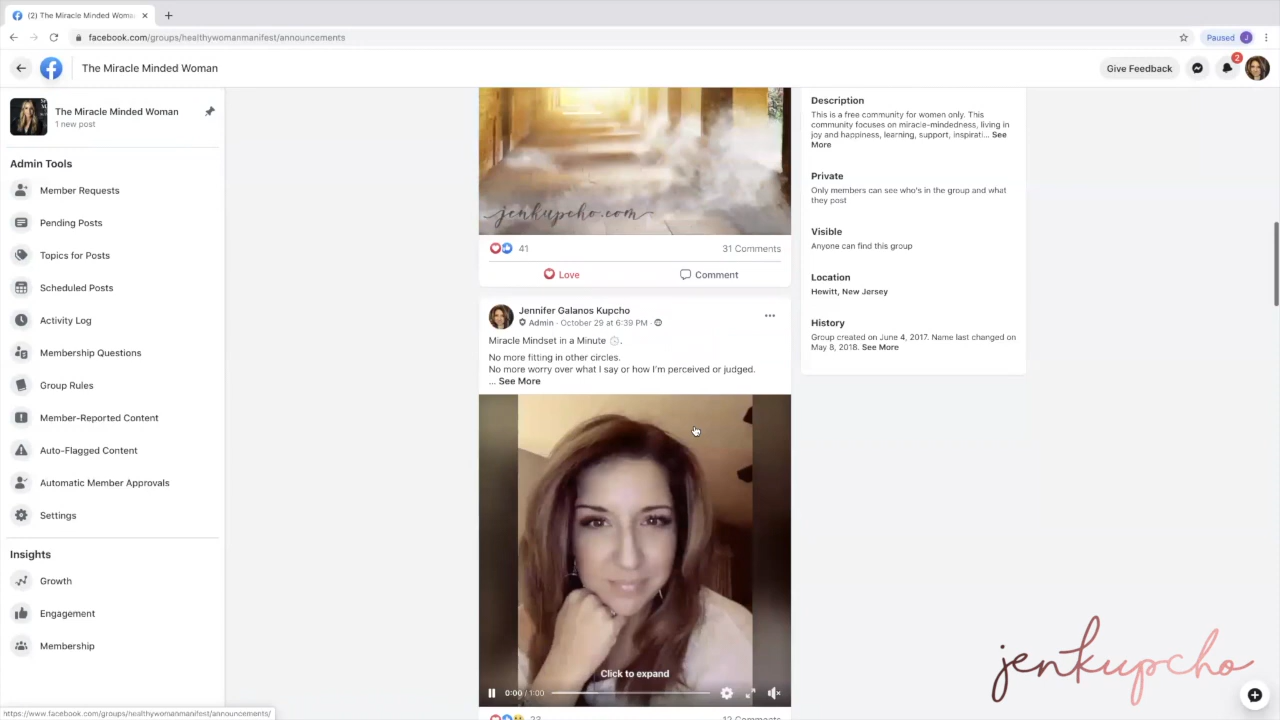 (2) The Miracle Minded Woma
facebook.com/groups/healthywomanmanifest/announcements
Paused
J
The Miracle Minded Woman
Give Feedback
2
The Miracle Minded Woman
1 new post
Admin Tools
Member Requests
Pending Posts
Topics for Posts
Scheduled Posts
Activity Log
Membership Questions
Group Rules
Member-Reported Content
Auto-Flagged Content
Automatic Member Approvals
Settings
Insights
Growth
Engagement
Membership
https://www.facebook.com/groups/healthywomanmanifest/announcements/
jenkupcho.com
41
31 Comments
Love
Comment
Jennifer Galanos Kupcho
Admin · October 29 at 6:39 PM ·
Miracle Mindset in a Minute ⏱.
No more fitting in other circles.
No more worry over what I say or how I'm perceived or judged.
... See More
Click to expand
0:00 / 1:00
23
12 Comments
Description
This is a free community for women only. This
community focuses on miracle-mindedness, living in
joy and happiness, learning, support, inspirati... See
More
Private
Only members can see who's in the group and what
they post
Visible
Anyone can find this group
Location
Hewitt, New Jersey
History
Group created on June 4, 2017. Name last changed on
May 8, 2018. See More
jenkupcho